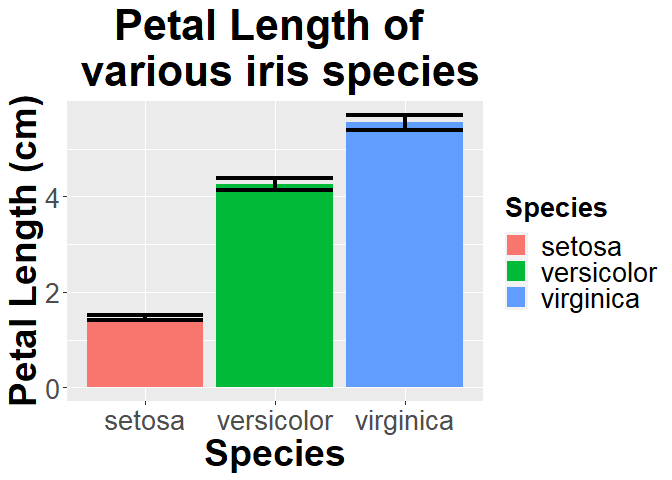 Petal Length of
various iris species
Petal Length (cm)
4
2
0
setosa versicolor virginica
Species
Species
setosa
versicolor
virginica